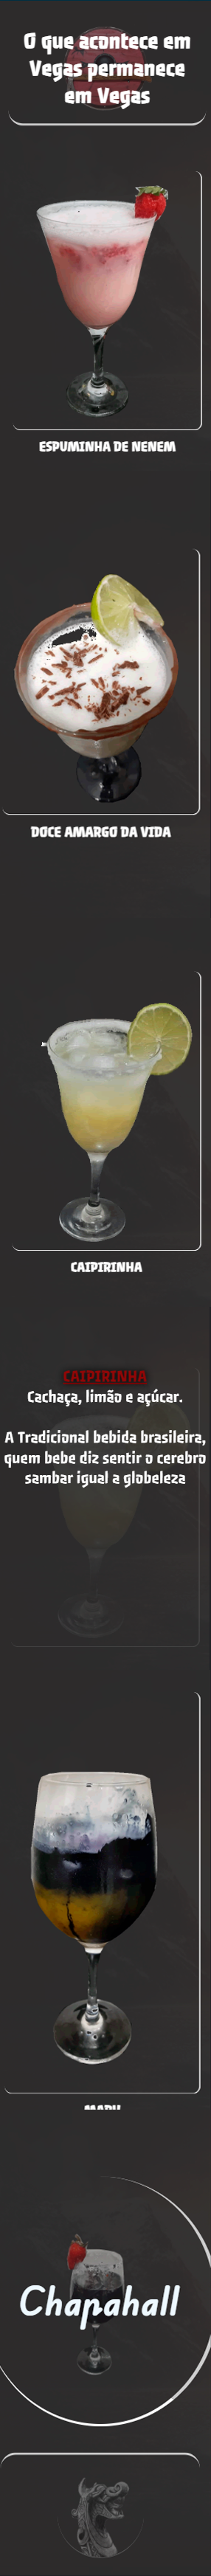 O que acontece em
Vegas permanece
em Vegas
ESPUMINHA DE NENEM
DOCE AMARGO DA VIDA
CAIPIRINHA
CAIPIRINHA
Cachaça, limão e açúcar.
A Tradicional bebida brasileira,
quem bebe diz sentir o cerebro
sambar igual a globeleza
Chapahall